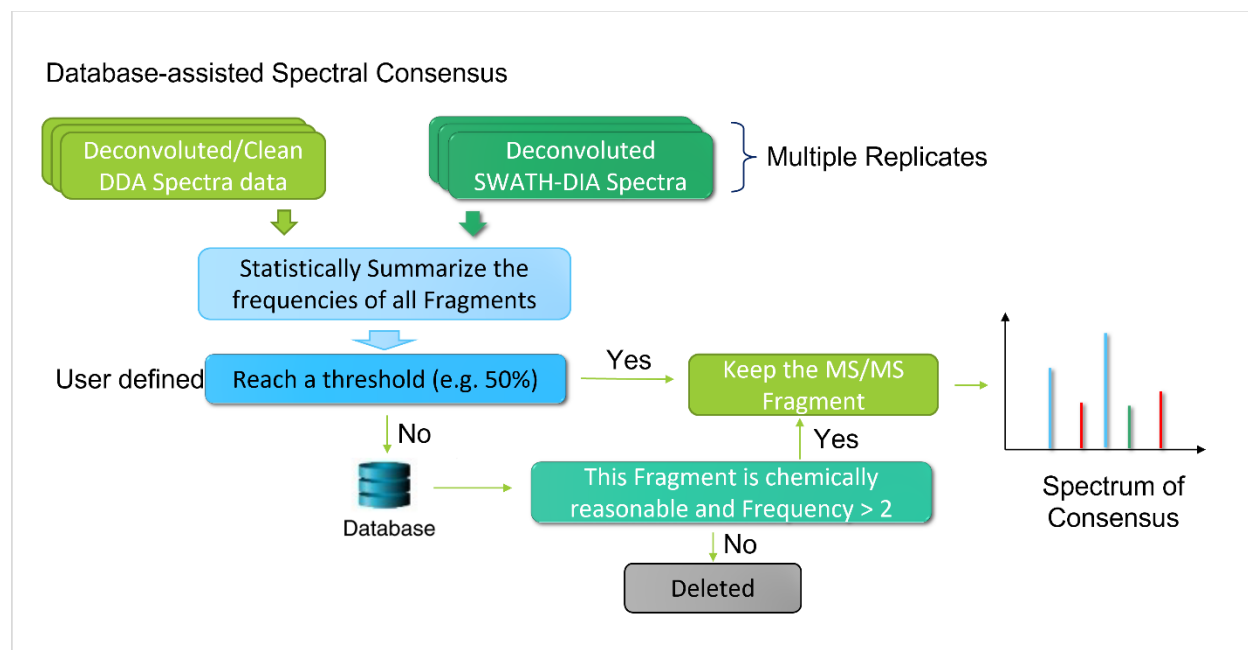 Database-assisted Spectral Consensus
Deconvoluted/Clean
DDA Spectra data
Deconvoluted
SWATH-DIA Spectra
Multiple Replicates
Statistically Summarize the
frequencies of all Fragments
User defined
Reach a threshold (e.g. 50%)
Yes
Keep the MS/MS
Fragment
No
Yes
Database
This Fragment is chemically
reasonable and Frequency > 2
Spectrum of
Consensus
No
Deleted